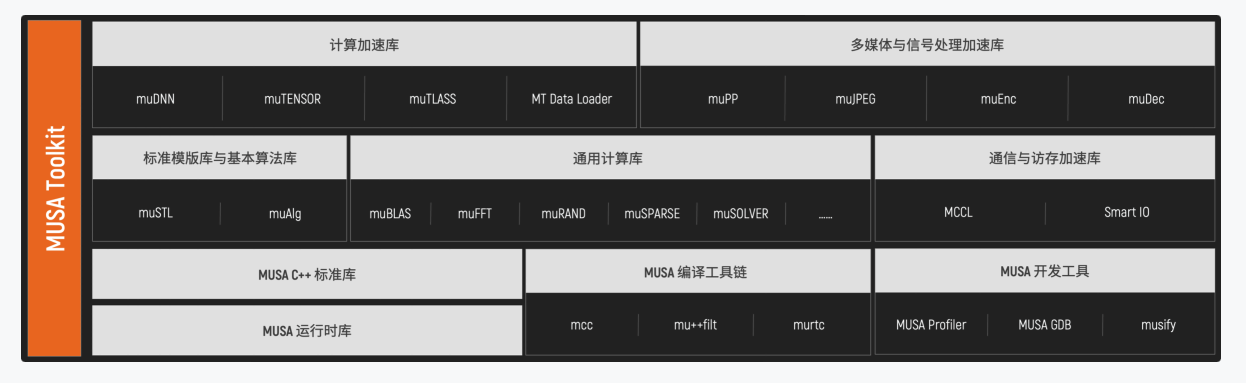 MUSA Toolkit
计算加速库
多媒体与信号处理加速库
muDNN
muTENSOR
muTLASS
MT Data Loader
muPP
muJPEG
muEnc
muDec
标准模版库与基本算法库
通用计算库
通信与访存加速库
muSTL
muAlg
muBLAS
muFFT
muRAND
muSPARSE
muSOLVER
......
MCCL
Smart IO
MUSA C++ 标准库
MUSA 编译工具链
MUSA 开发工具
MUSA 运行时库
mcc
mu++filt
murtc
MUSA Profiler
MUSA GDB
musify